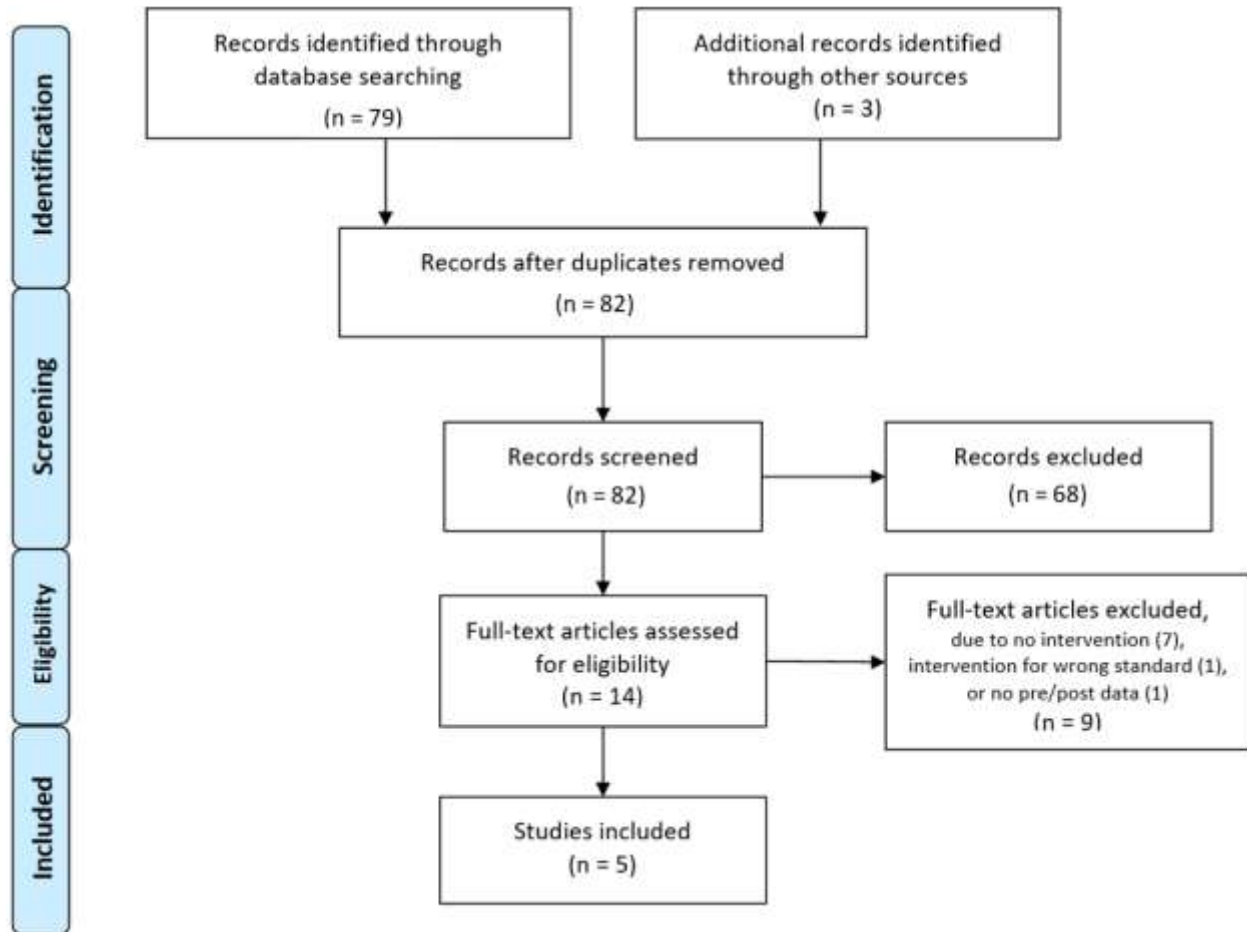 Identification
Records identified through
database searching
(n = 79)
Additional records identified
through other sources
(n = 3)
Records after duplicates removed
(n = 82)
Screening
Records screened
(n = 82)
Records excluded
(n = 68)
Eligibility
Full-text articles assessed
for eligibility
(n = 14)
Full-text articles excluded,
due to no intervention (7),
intervention for wrong standard (1),
or no pre/post data (1)
(n = 9)
Included
Studies included
(n = 5)